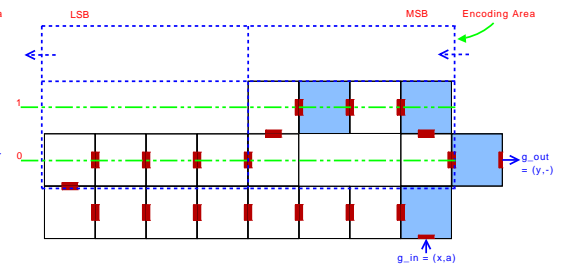 LSB MSB Encoding Area
1
0
g_out
= (y,-)
g_in = (x,a)